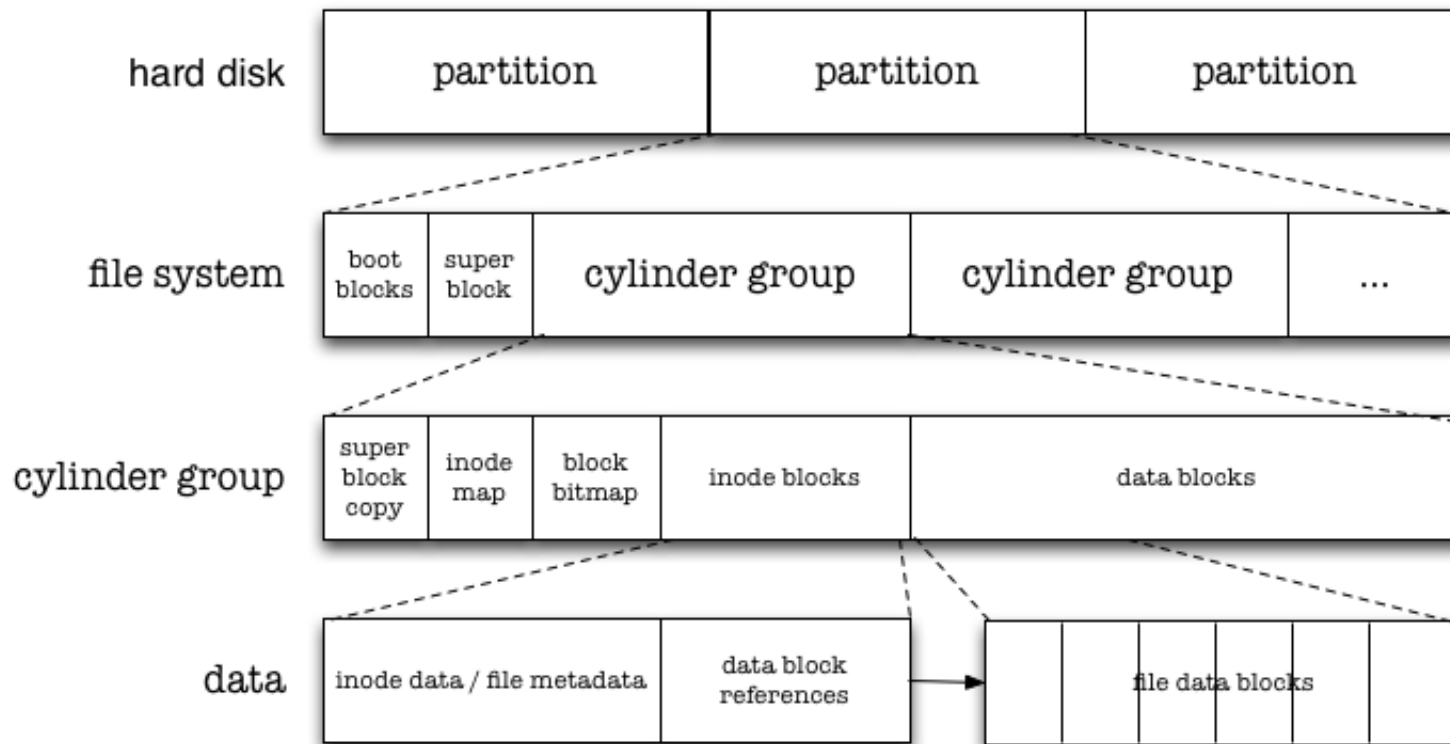 hard disk
partition
partition
partition
file system
boot
blocks
super
block
cylinder group
cylinder group
...
cylinder group
super
block
copy
inode
map
block
bitmap
inode blocks
data blocks
data
inode data / file metadata
data block
references
file data blocks